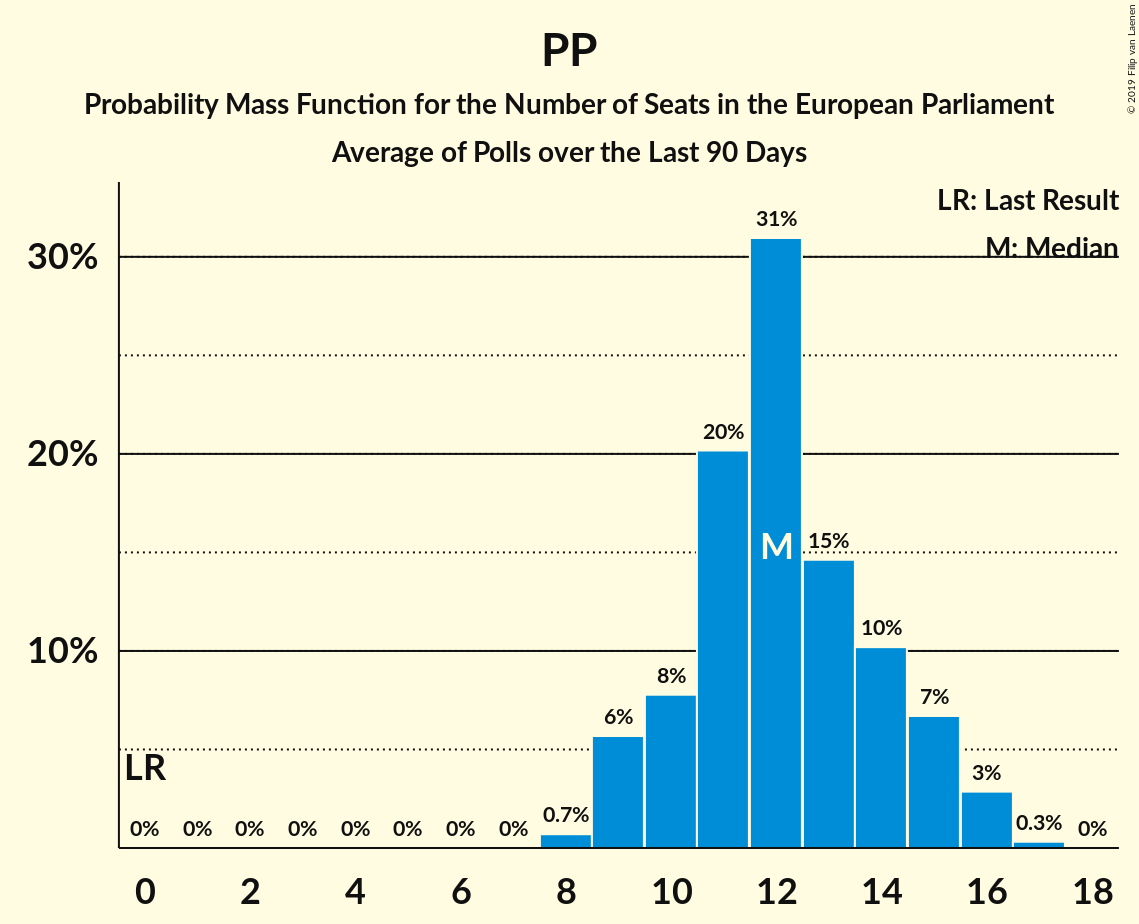 PP
Probability Mass Function for the Number of Seats in the European Parliament
Average of Polls over the Last 90 Days
© 2019 Filip van Laenen
LR: Last Result
M: Median
30%
20%
10%
31%
20%
M
15%
10%
8%
7%
6%
LR
3%
0% 0% 0% 0% 0% 0% 0% 0% 0.7% 0.3% 0%
0 2 4 6 8 10 12 14 16 18